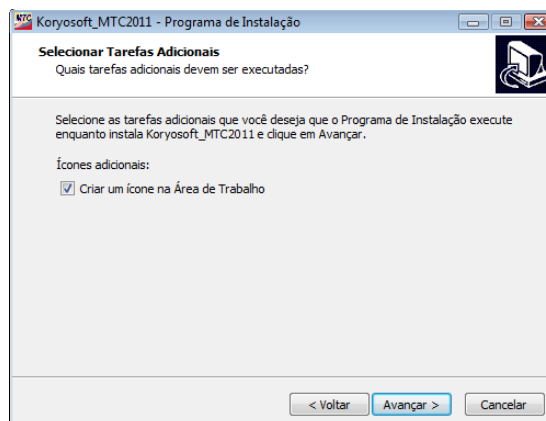 MTC Koryosoft_MTC2011 - Programa de Instalação
Selecionar Tarefas Adicionais
Quais tarefas adicionais devem ser executadas?
Selecione as tarefas adicionais que você deseja que o Programa de Instalação execute
enquanto instala Koryosoft_MTC2011 e clique em Avançar.
Ícones adicionais:
Criar um ícone na Área de Trabalho
< Voltar
Avançar >
Cancelar